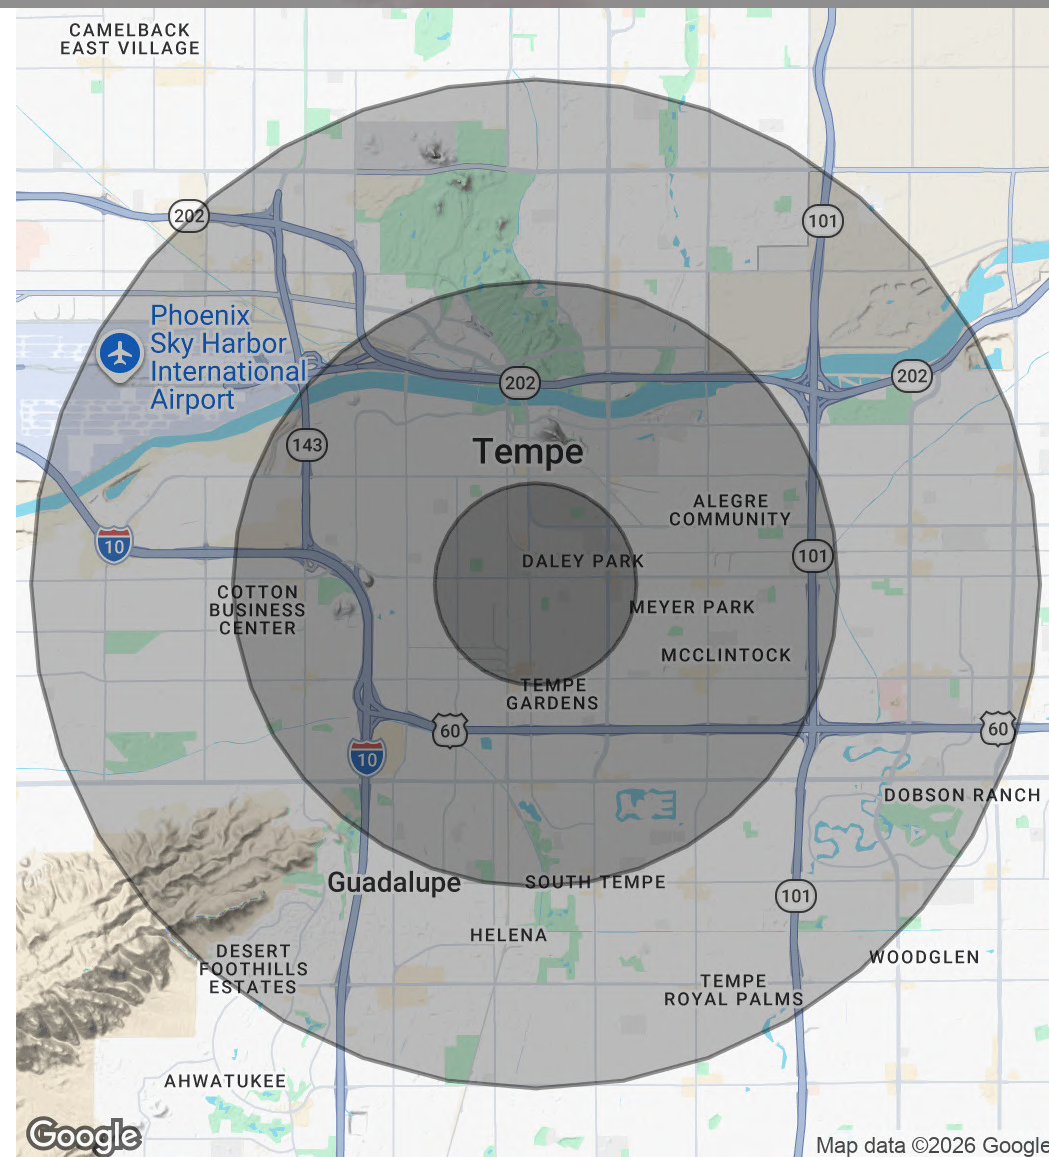 CAMELBACK
EAST VILLAGE
202
101
Phoenix
Sky Harbor
International
Airport
202
202
143
Tempe
ALEGRE
COMMUNITY
10
101
DALEY PARK
COTTON
BUSINESS
CENTER
MEYER PARK
MCCLINTOCK
TEMPE
GARDENS
60
60
10
DOBSON RANCH
Guadalupe
SOUTH TEMPE
101
HELENA
DESERT
FOOTHILLS
ESTATES
WOODGLEN
TEMPE
ROYAL PALMS
AHWATUKEE
Google
Map data ©2026 Google